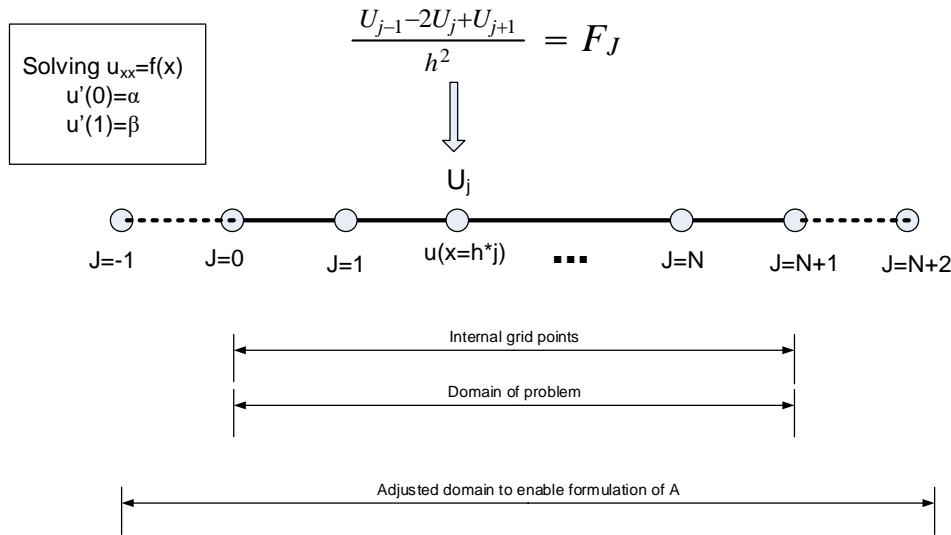 Solving uₓₓ=f(x)
u'(0)=α
u'(1)=β
U_{j−1}−2U_j+U_{j+1}
h² = F_J
U_j
J=-1 J=0 J=1 u(x=h*j) ... J=N J=N+1 J=N+2
Internal grid points
Domain of problem
Adjusted domain to enable formulation of A